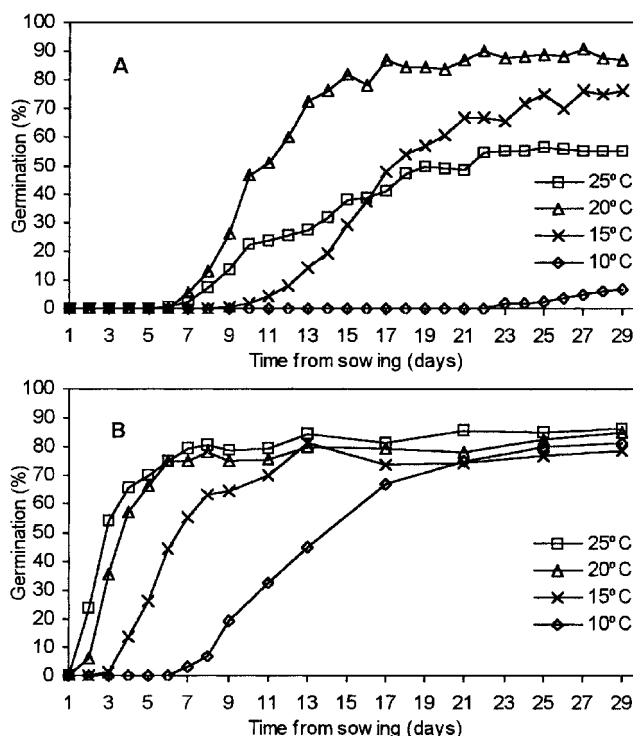 100
90
80
70
60
50
40
30
20
10
0
Germination (%)
A
25º C
20º C
15º C
10º C
1 3 5 7 9 11 13 15 17 19 21 23 25 27 29
Time from sowing (days)
100
90
80
70
60
50
40
30
20
10
0
Germination (%)
B
25º C
20º C
15º C
10º C
1 3 5 7 9 11 13 15 17 19 21 23 25 27 29
Time from sowing (days)